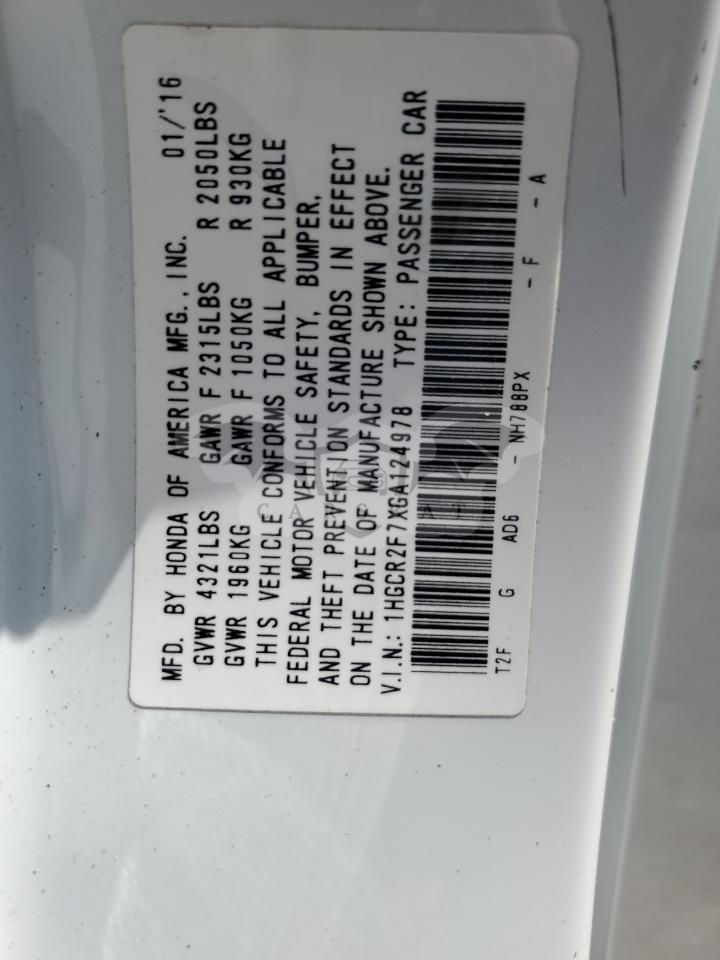 MFD. BY HONDA OF AMERICA MFG., INC. 01/'16
GVWR 4321LBS GAWR F 2315LBS R 2050LBS
GVWR 1960KG GAWR F 1050KG R 930KG
THIS VEHICLE CONFORMS TO ALL APPLICABLE
FEDERAL MOTOR VEHICLE SAFETY, BUMPER,
AND THEFT PREVENTION STANDARDS IN EFFECT
ON THE DATE OF MANUFACTURE SHOWN ABOVE.
V.I.N.: 1HGCR2F7XGA124978 TYPE: PASSENGER CAR
T2F G AD6 - NH788PX - F - A